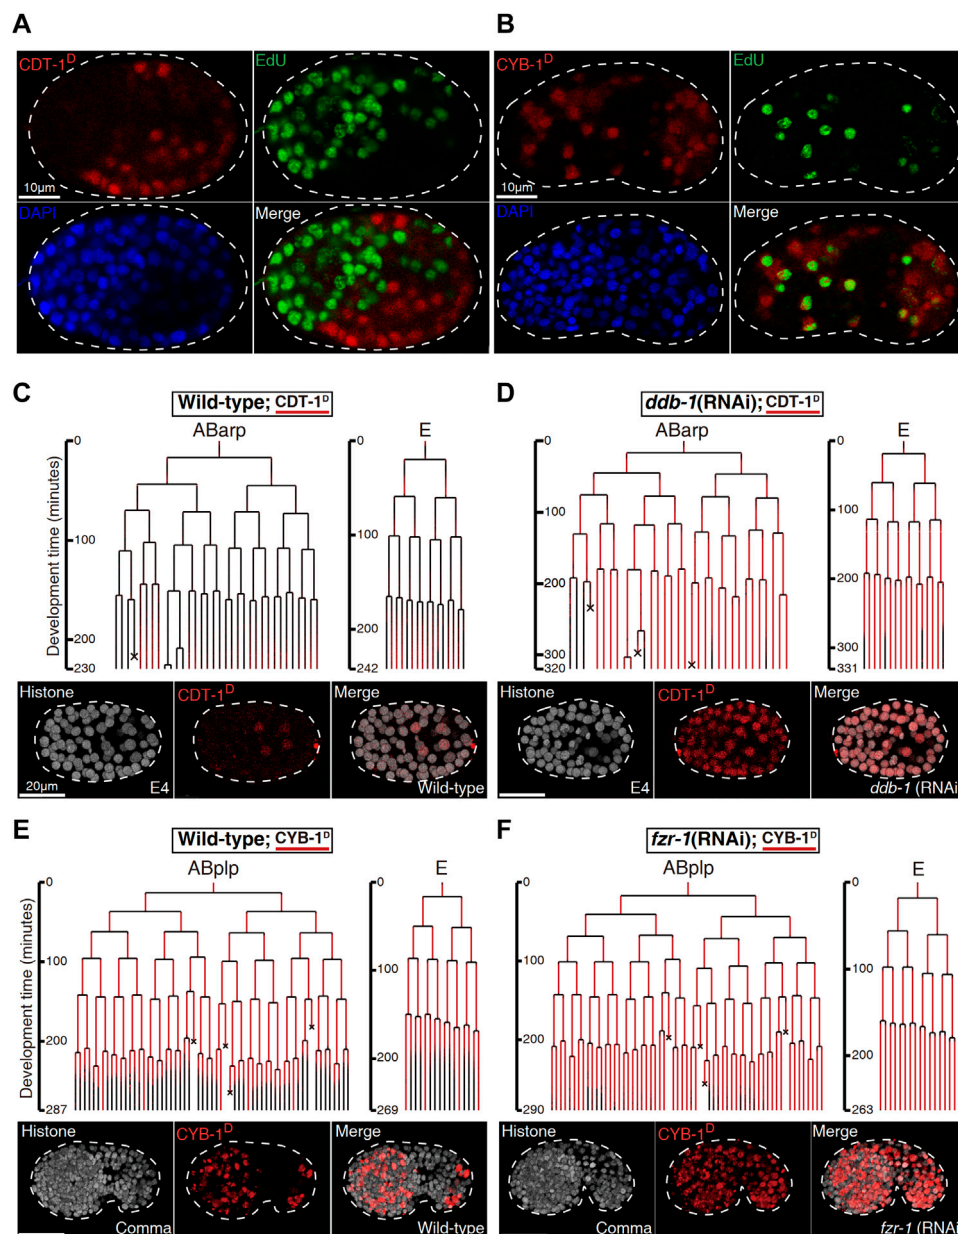 A
B
CDT-1ᴰ
EdU
CYB-1ᴰ
EdU
10µm
10µm
DAPI
Merge
DAPI
Merge
C
D
Wild-type; CDT-1ᴰ
ddb-1(RNAi); CDT-1ᴰ
ABarp
E
ABarp
E
Development time (minutes)
0
100
200
230
0
100
200
242
0
100
200
300
320
0
100
200
300
331
Histone
CDT-1ᴰ
Merge
Histone
CDT-1ᴰ
Merge
20µm
E4
Wild-type
E4
ddb-1 (RNAi)
E
F
Wild-type; CYB-1ᴰ
fzr-1(RNAi); CYB-1ᴰ
ABplp
E
ABplp
E
Development time (minutes)
0
100
200
287
0
100
200
269
0
100
200
290
0
100
200
263
Histone
CYB-1ᴰ
Merge
Histone
CYB-1ᴰ
Merge
Comma
Wild-type
Comma
fzr-1 (RNAi)